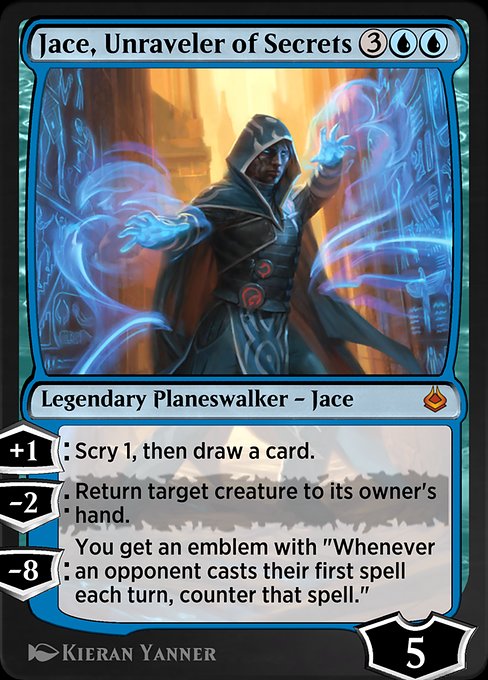 Jace, Unraveler of Secrets 3
Legendary Planeswalker – Jace
+1: Scry 1, then draw a card.
–2: Return target creature to its owner's
hand.
–8: You get an emblem with "Whenever
an opponent casts their first spell
each turn, counter that spell."
5
KIERAN YANNER